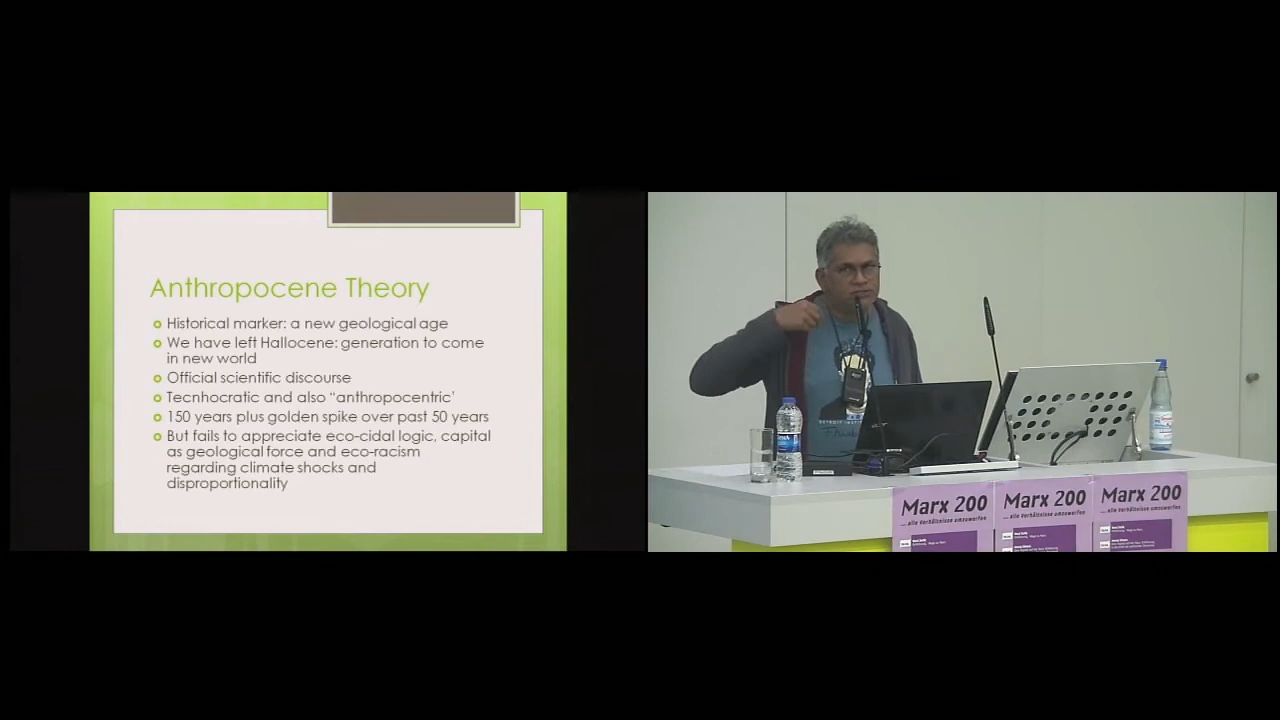 Anthropocene Theory
Historical marker: a new geological age
We have left Hallocene: generation to come
in new world
Official scientific discourse
Tecnhocratic and also “anthropocentric’
150 years plus golden spike over past 50 years
But fails to appreciate eco-cidal logic, capital
as geological force and eco-racism
regarding climate shocks and
disproportionality
DETROIT INSTIT
Marx 200
... alle Verhältnisse umzuwerfen
Marx 200
... alle Verhältnisse umzuwerfen
Marx 200
... alle Verhältnisse umzuwerfen